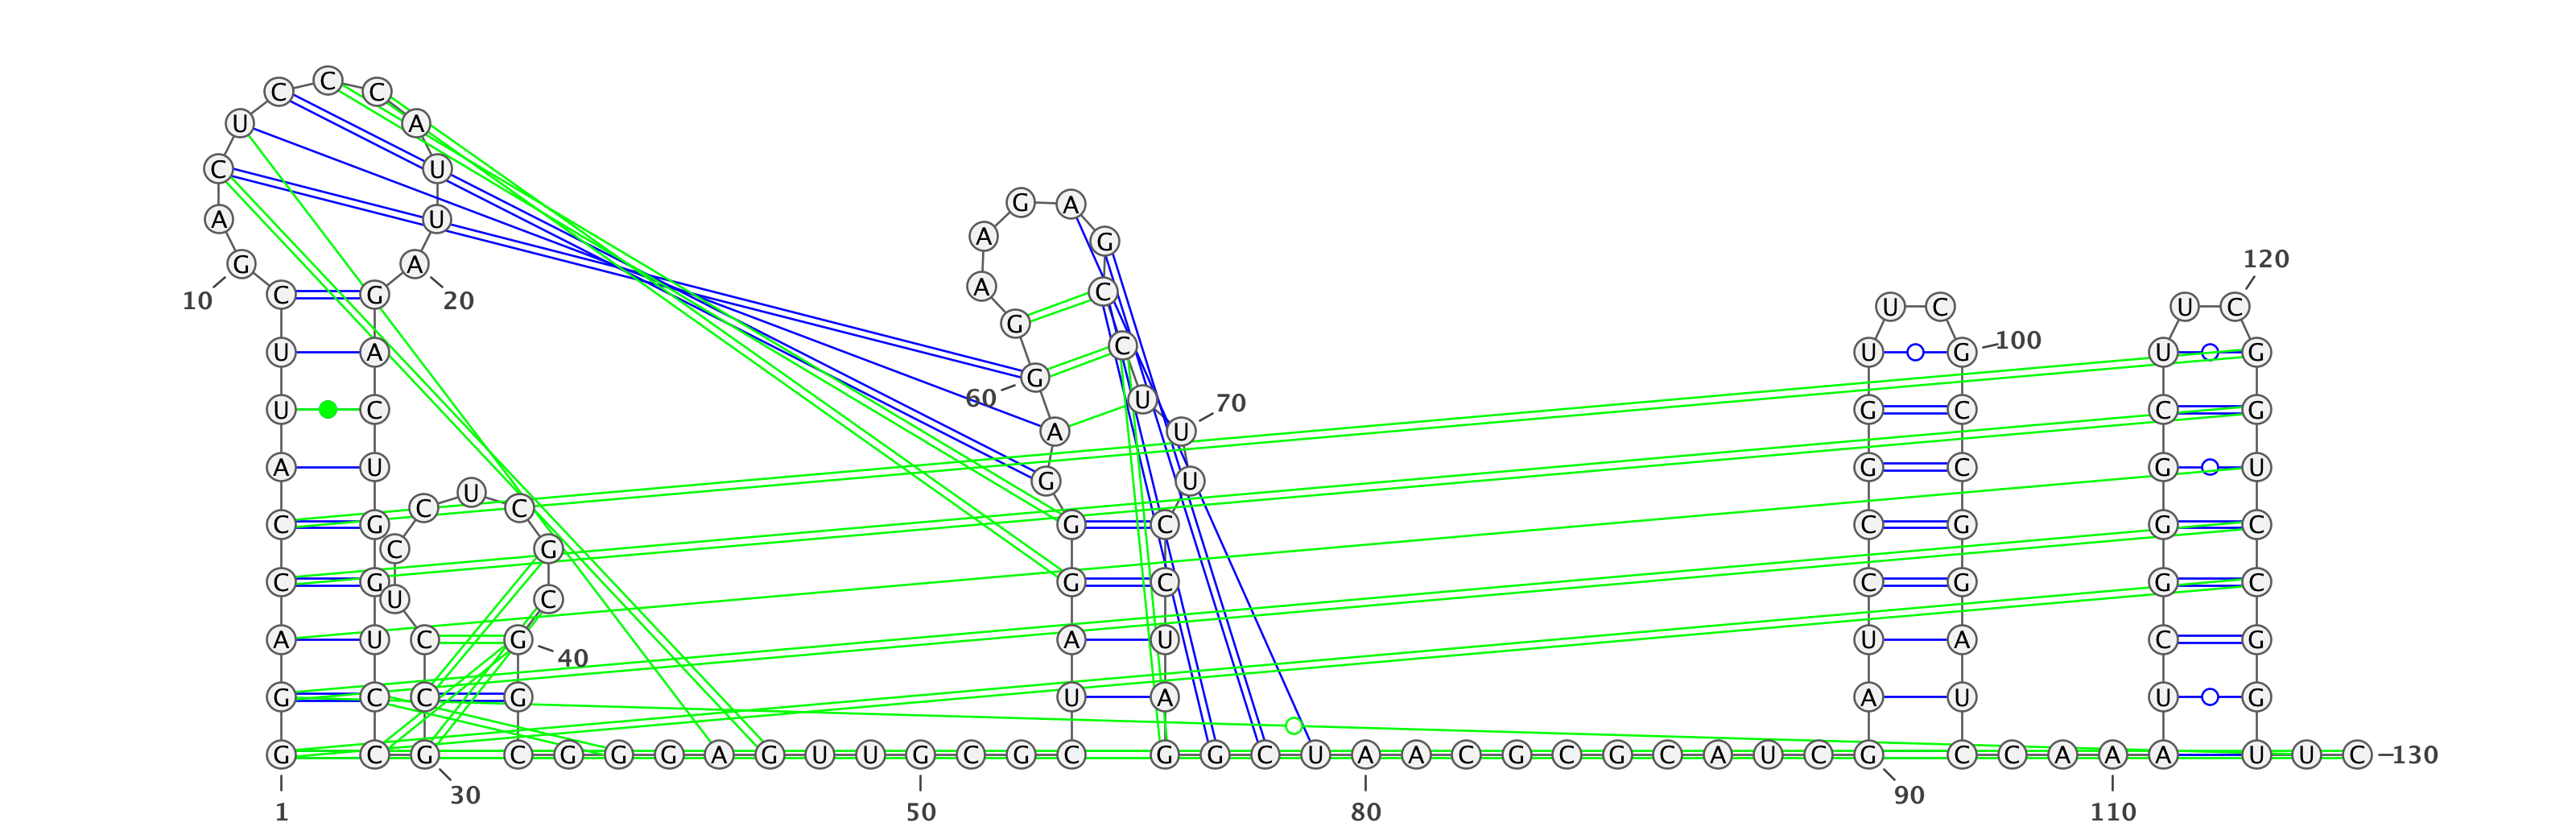 C
C C
U A
C U
G A
A U
A G
120
G A
10 C G 20 A C
U C U C
G
U A C U G 100 U G
G
60 U 70
U C G C C G
A U
A U G C G U
G U
U
C C
C G G C C G G C
C G
C G G C C G G C
U C
A U C G A U U A C G
40
G C C G U A A U U G
G C G C G G G A G U U G C G C G G C U A A C G C G C A U C G C C A A A U U C 130
30 90
1 50 80 110